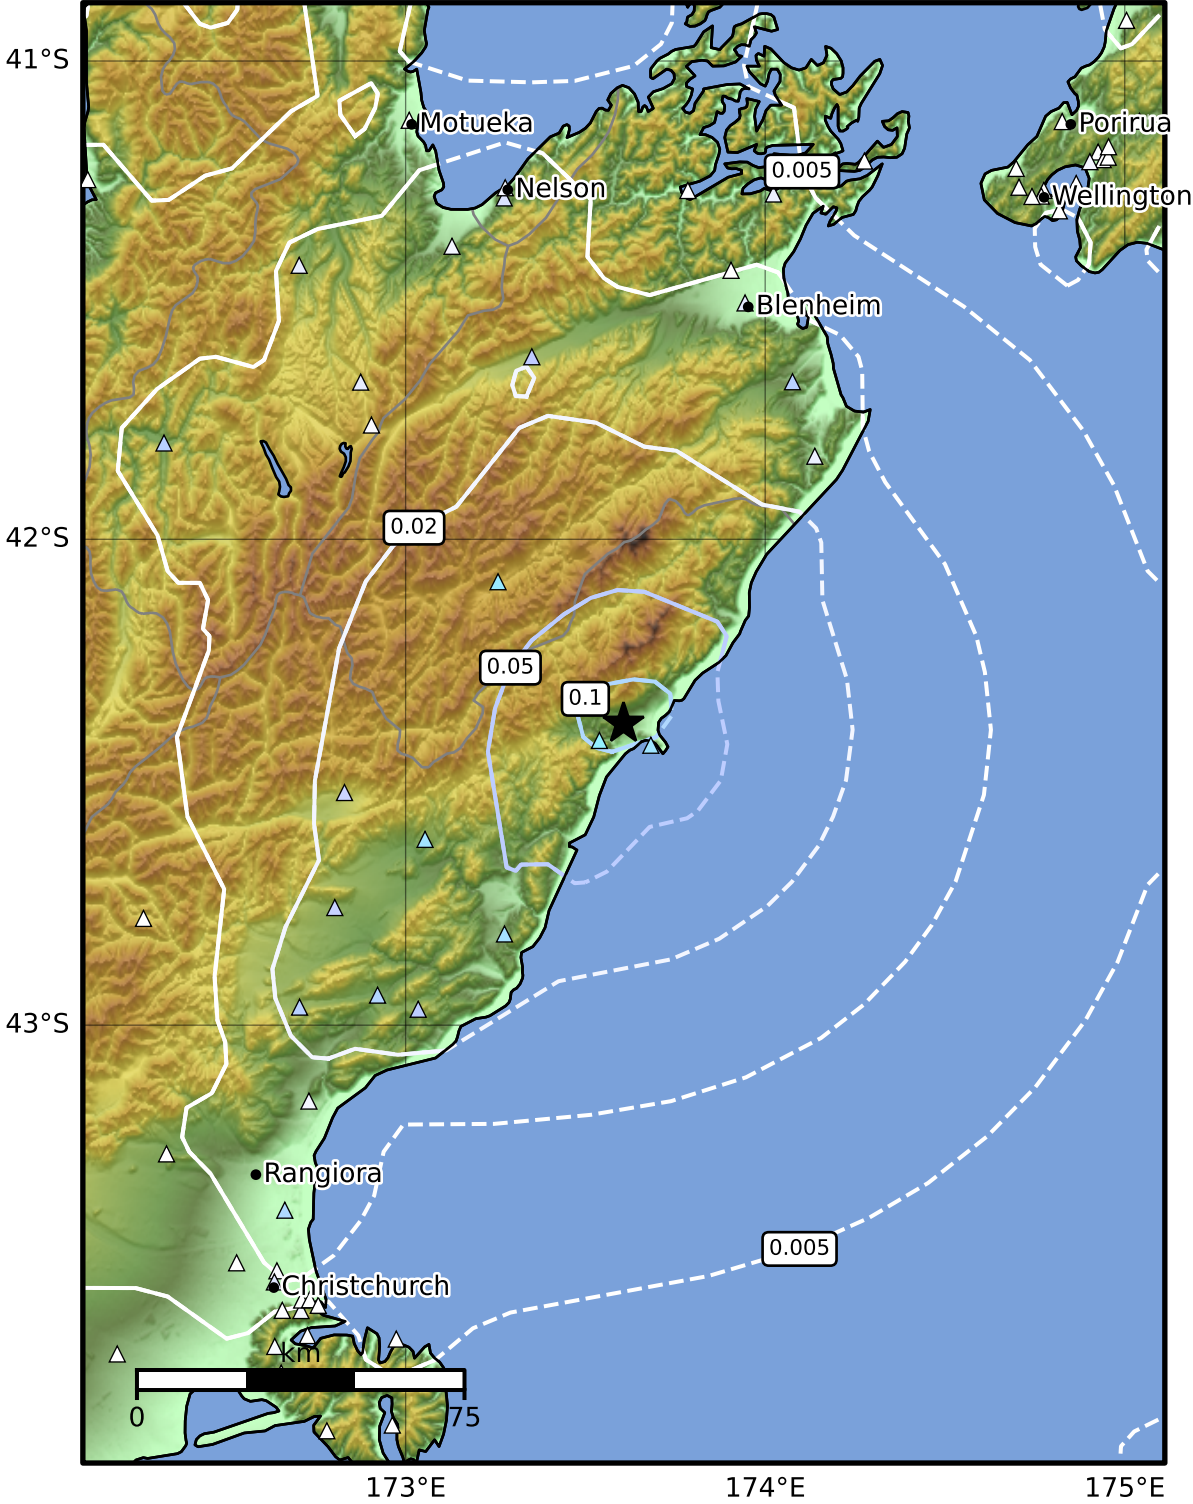 41°S
Motueka
Porirua
0.005
Nelson
Wellington
Blenheim
0.02
42°S
0.05
0.1
43°S
Rangiora
0.005
Christchurch
km
0
75
173°E
174°E
175°E